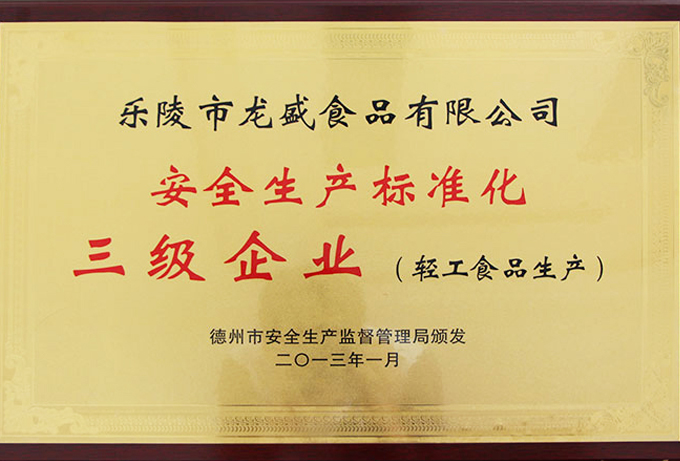 乐陵市龙盛食品有限公司
安全生产标准化
三级企业（轻工食品生产）
德州市安全生产监督管理局颁发
二〇一三年一月